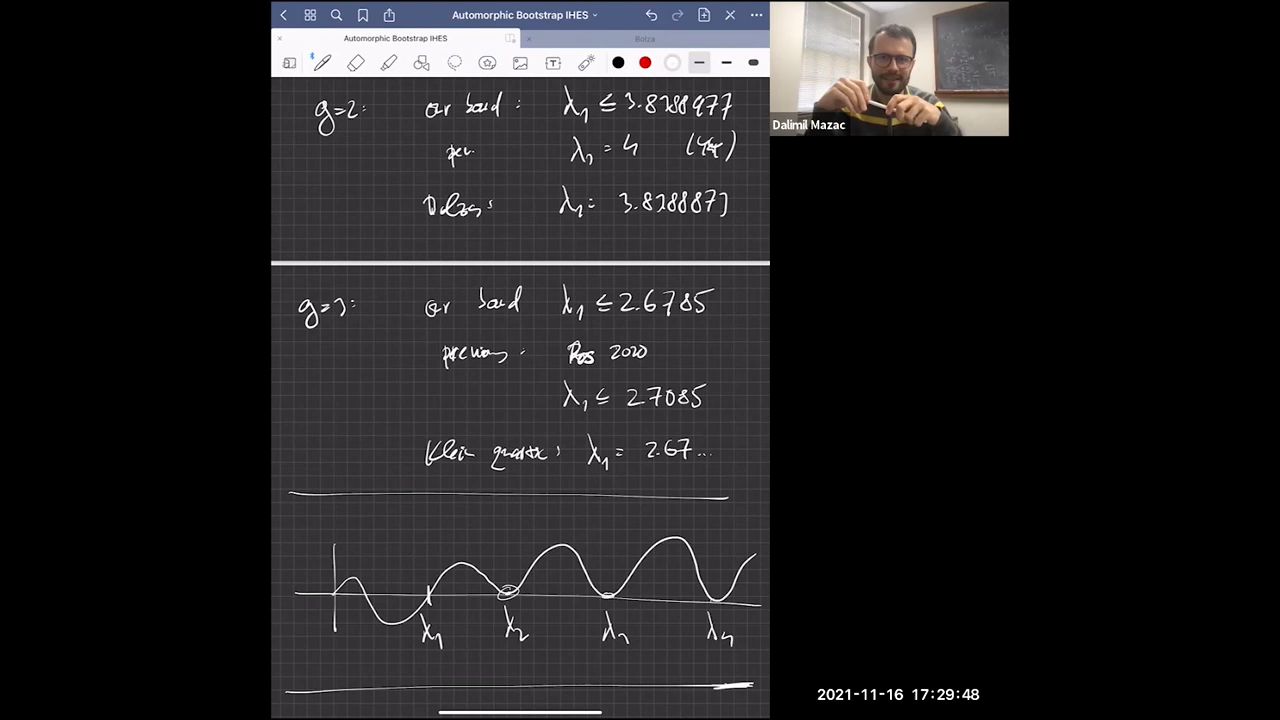 Automorphic Bootstrap IHES
Automorphic Bootstrap IHES
Bolza
Dalimil Mazac
g=2: our bound: λ₁ ≤ 3.8388977
λ₁ = 4 (YY)
Bolza: λ₁ = 3.8388873
g=3: our bound λ₁ ≤ 2.6785
previous: Ros 2020
λ₁ ≤ 2.7085
Klein quartic: λ₁ = 2.67...
λ₁ λ₂ λ₃ λ₄
2021-11-16 17:29:48